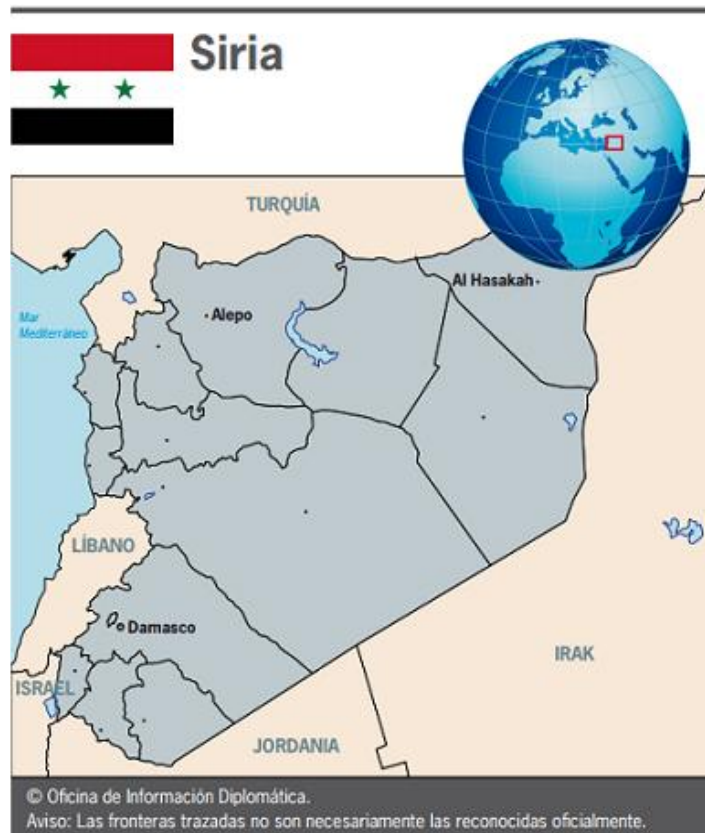 Siria
TURQUÍA
Al Hasakah
Alepo
Mar
Mediterráneo
LÍBANO
Damasco
IRAK
ISRAEL
JORDANIA
© Oficina de Información Diplomática.
Aviso: Las fronteras trazadas no son necesariamente las reconocidas oficialmente.